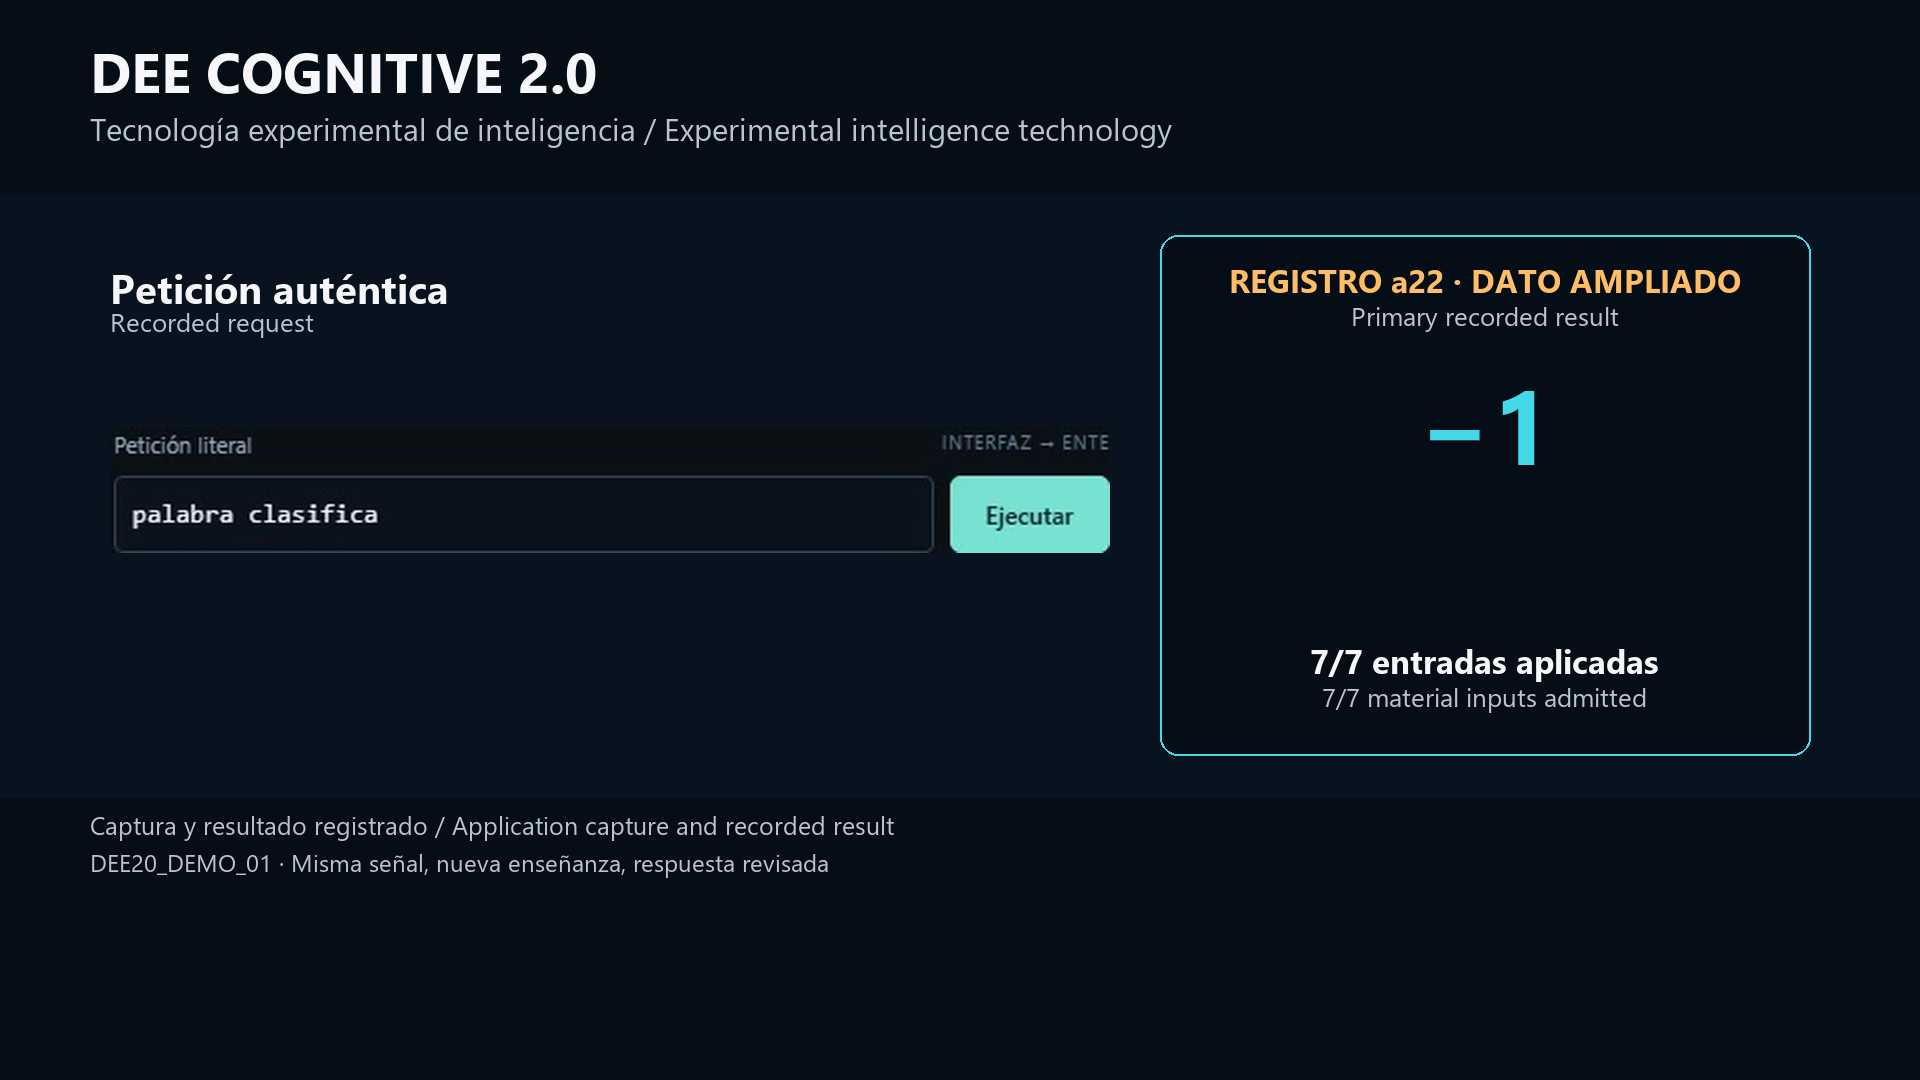 DEE COGNITIVE 2.0
Tecnología experimental de inteligencia / Experimental intelligence technology
Petición auténtica
Recorded request
Petición literal
INTERFAZ → ENTE
palabra clasifica
Ejecutar
REGISTRO a22 · DATO AMPLIADO
Primary recorded result
−1
7/7 entradas aplicadas
7/7 material inputs admitted
Captura y resultado registrado / Application capture and recorded result
DEE20_DEMO_01 · Misma señal, nueva enseñanza, respuesta revisada